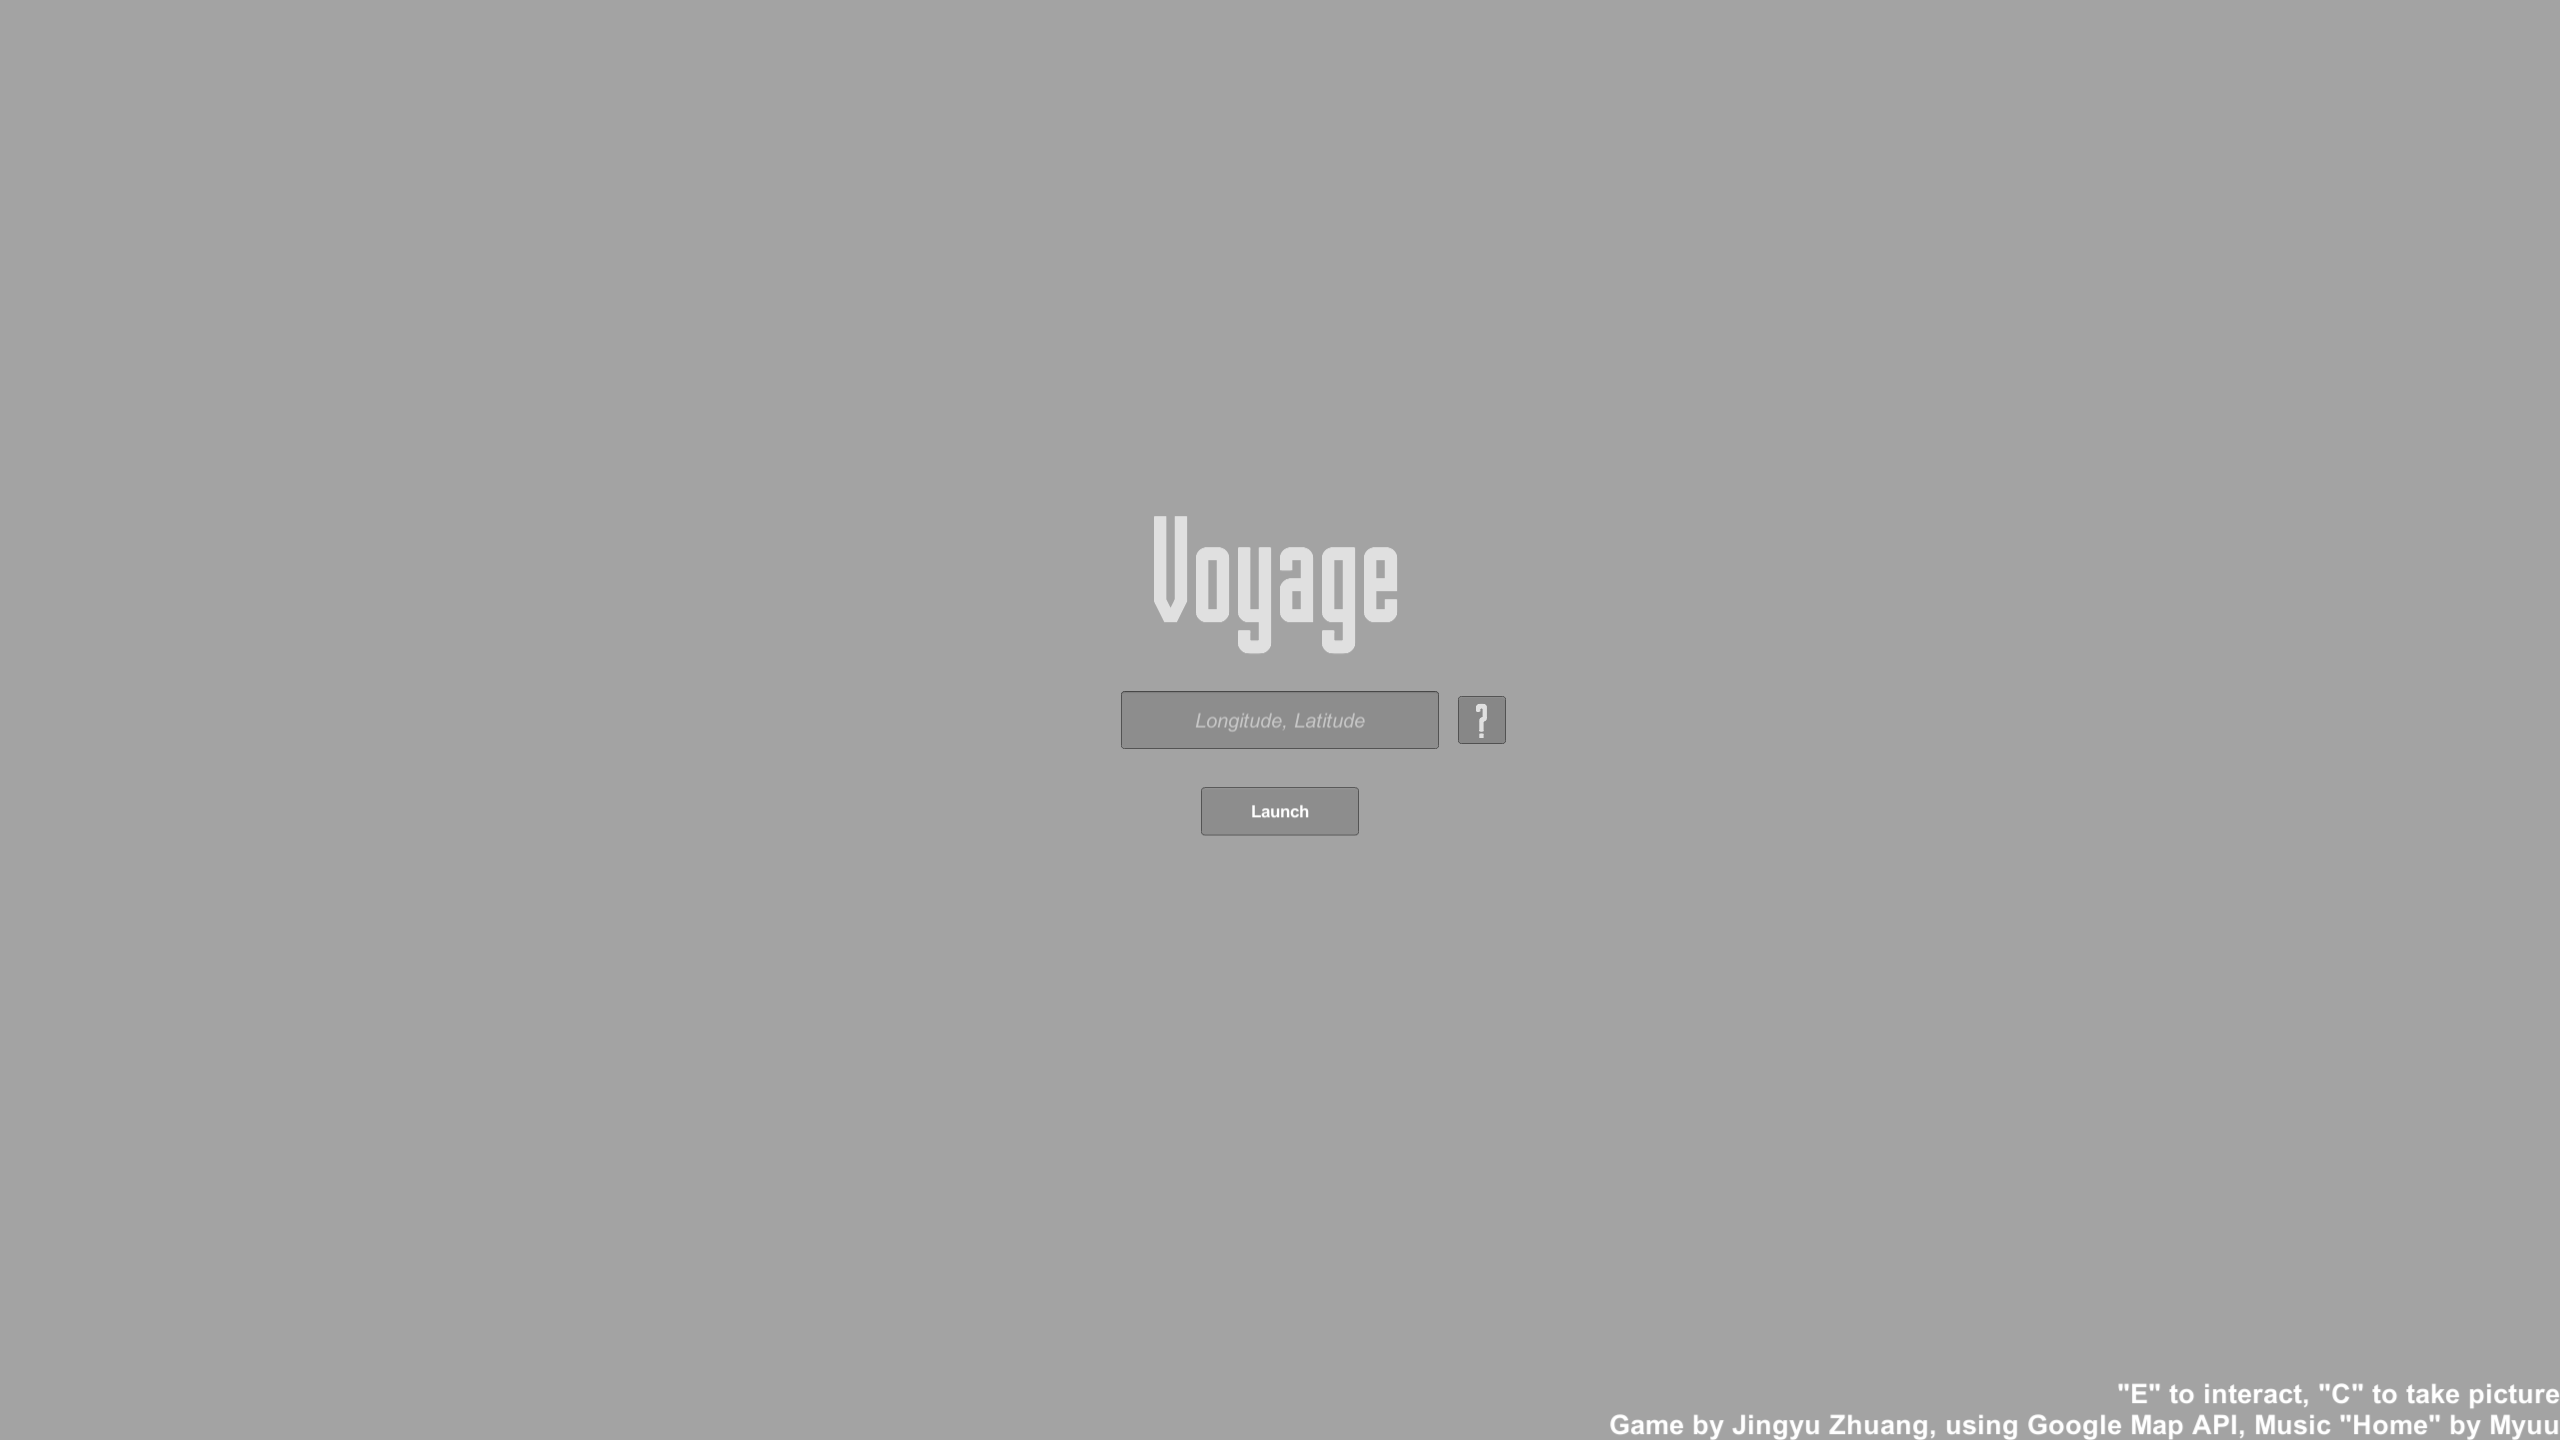 Voyage
Longitude, Latitude
?
Launch
"E" to interact, "C" to take picture
Game by Jingyu Zhuang, using Google Map API, Music "Home" by Myuu